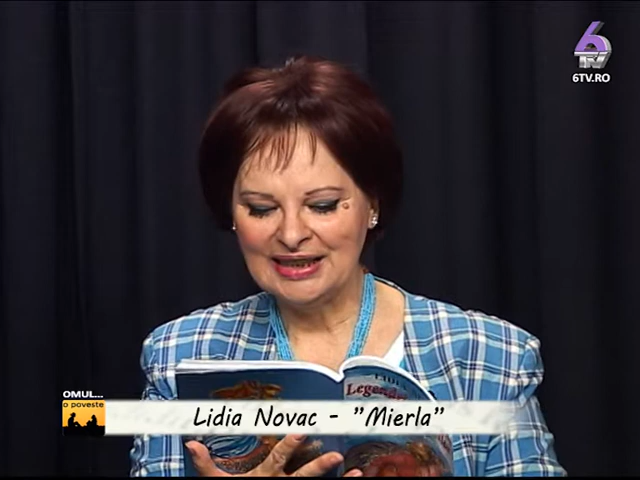 6
TV
6TV.RO
Legende
OMUL...
o poveste
Lidia Novac - "Mierla"